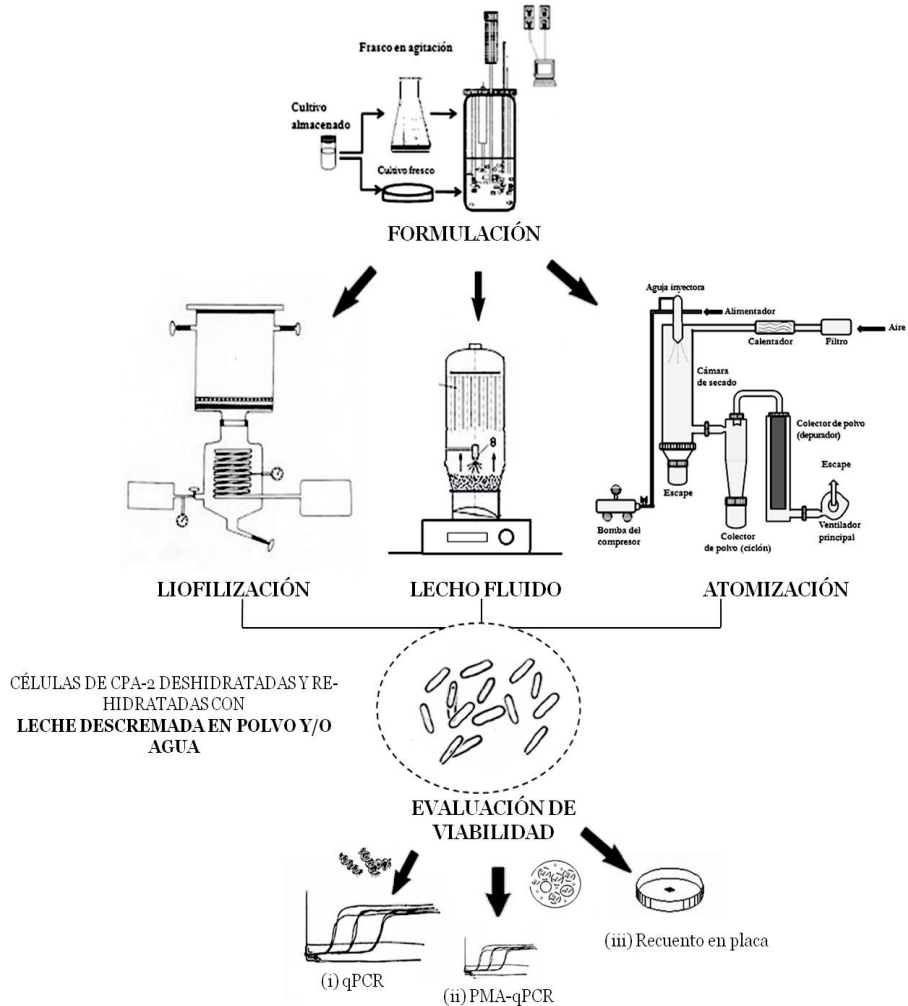 Frasco en agitación
Cultivo
almacenado
Cultivo fresco
FORMULACIÓN
Aguja inyectora
Alimentador
Aire
Calentador
Filtro
Cámara
de secado
Colector de polvo
(depurador)
Escape
Escape
Bomba del
compresor
Colector
de polvo (ciclón)
Ventilador
principal
8
LIOFILIZACIÓN
LECHO FLUIDO
ATOMIZACIÓN
CÉLULAS DE CPA-2 DESHIDRATADAS Y RE-
HIDRATADAS CON
LECHE DESCREMADA EN POLVO Y/O
AGUA
EVALUACIÓN DE
VIABILIDAD
(i) qPCR
(ii) PMA-qPCR
(iii) Recuento en placa